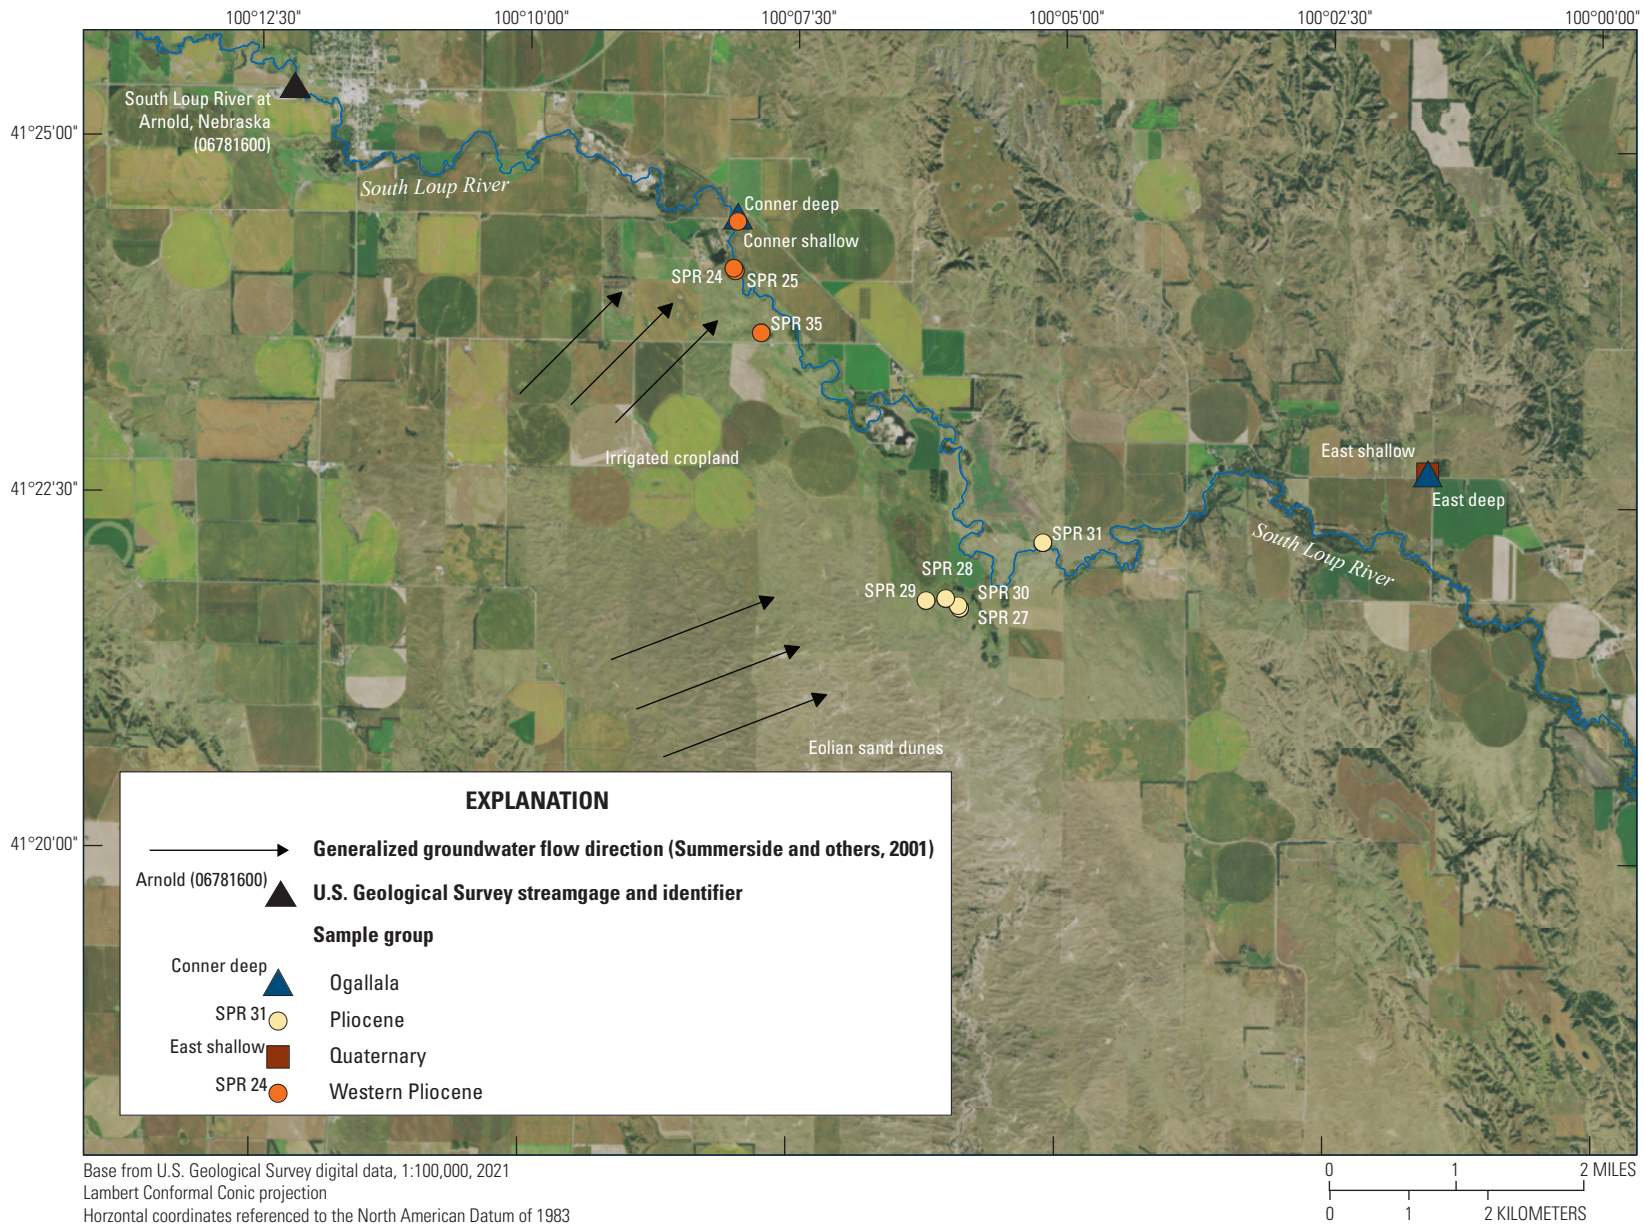 100°12'30"
100°10'00"
100°07'30"
100°05'00"
100°02'30"
100°00'00"
41°25'00"
41°22'30"
41°20'00"
South Loup River at
Arnold, Nebraska
(06781600)
South Loup River
Conner deep
Conner shallow
SPR 24
SPR 25
SPR 35
Irrigated cropland
East shallow
East deep
SPR 31
South Loup River
SPR 28
SPR 29
SPR 30
SPR 27
Eolian sand dunes
EXPLANATION
Generalized groundwater flow direction (Summerside and others, 2001)
Arnold (06781600)
U.S. Geological Survey streamgage and identifier
Sample group
Conner deep
Ogallala
SPR 31
Pliocene
East shallow
Quaternary
SPR 24
Western Pliocene
Base from U.S. Geological Survey digital data, 1:100,000, 2021
Lambert Conformal Conic projection
Horzontal coordinates referenced to the North American Datum of 1983
0 1 2 MILES
0 1 2 KILOMETERS